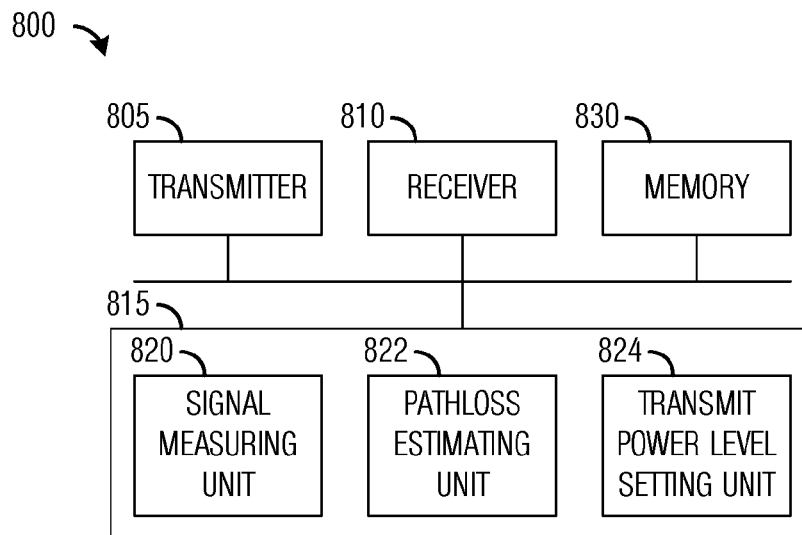 800
805
810
830
TRANSMITTER
RECEIVER
MEMORY
815
820
822
824
SIGNAL
MEASURING
UNIT
PATHLOSS
ESTIMATING
UNIT
TRANSMIT
POWER LEVEL
SETTING UNIT